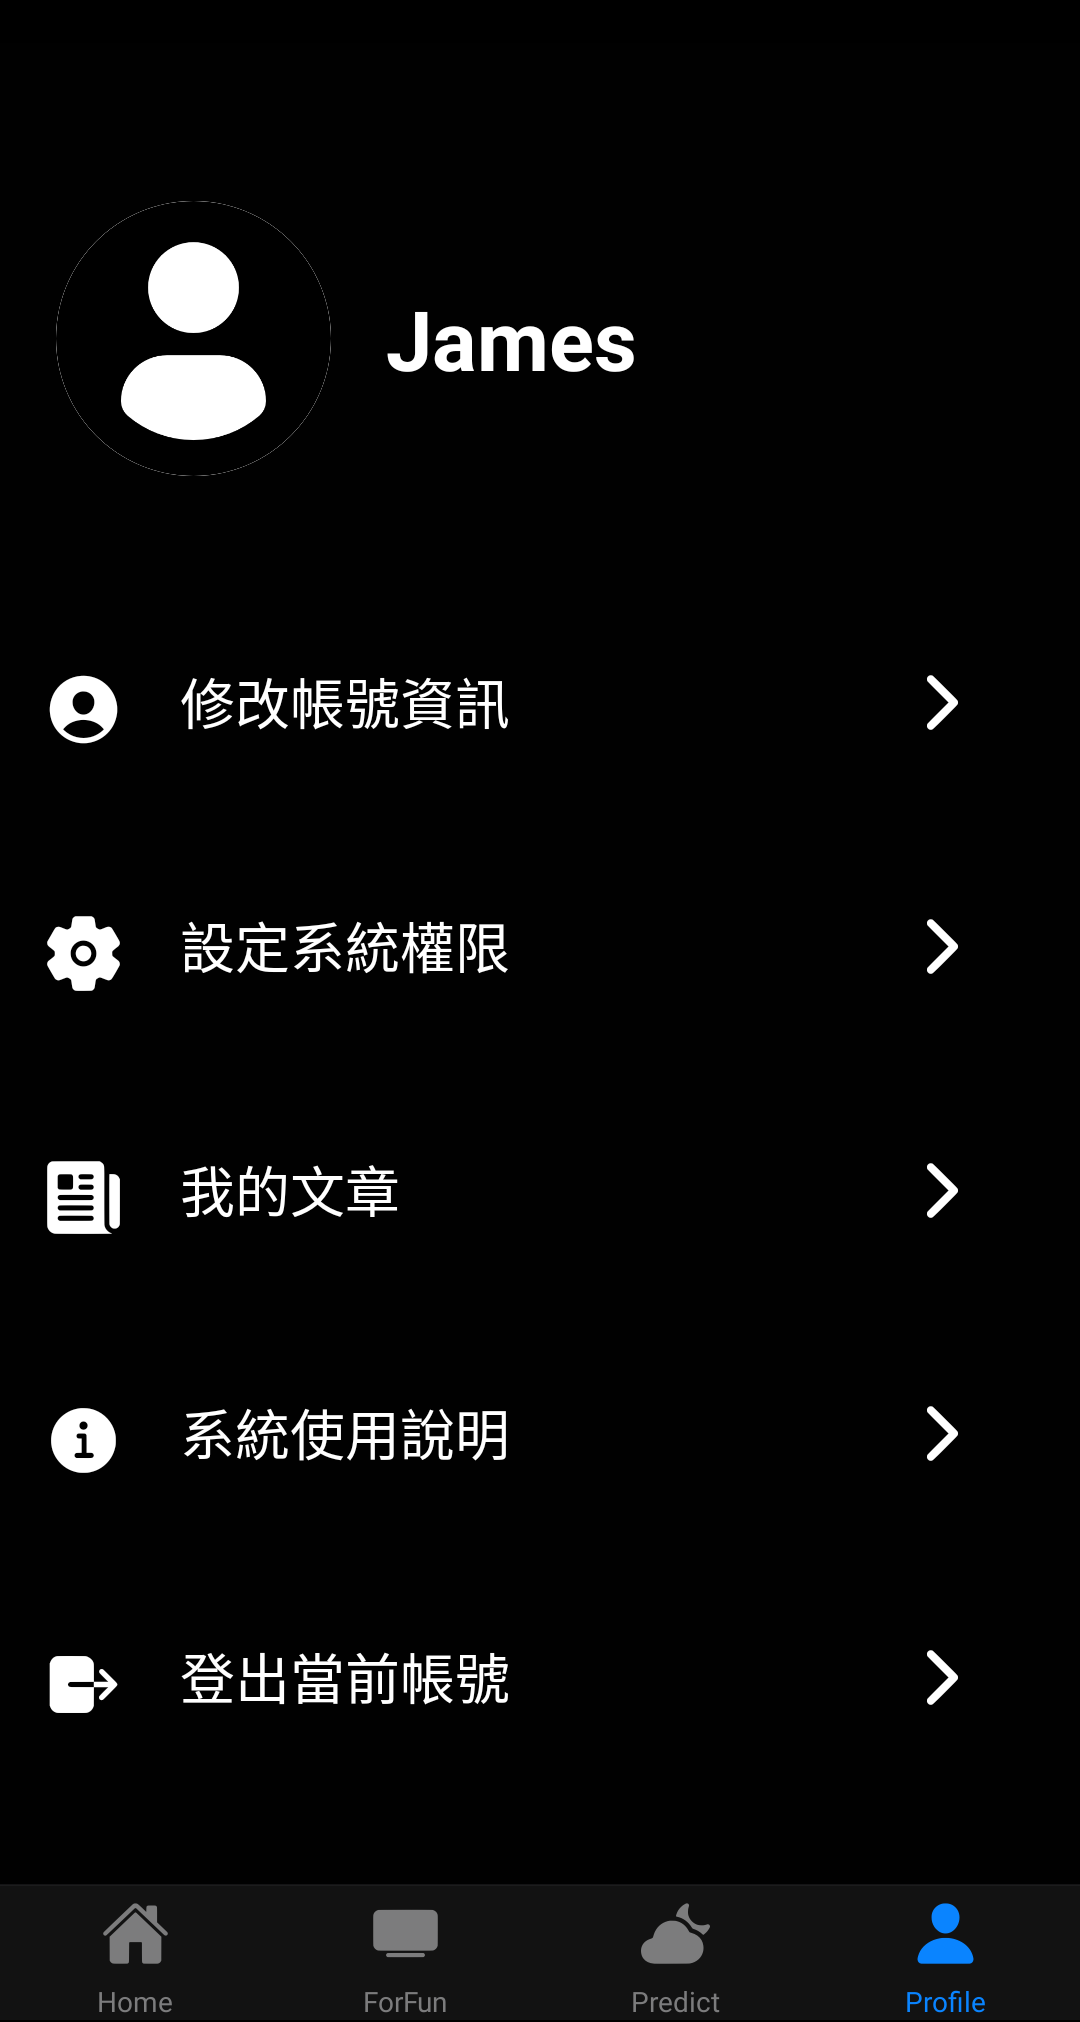 James
修改帳號資訊
設定系統權限
我的文章
系統使用說明
登出當前帳號
Home
ForFun
Predict
Profile